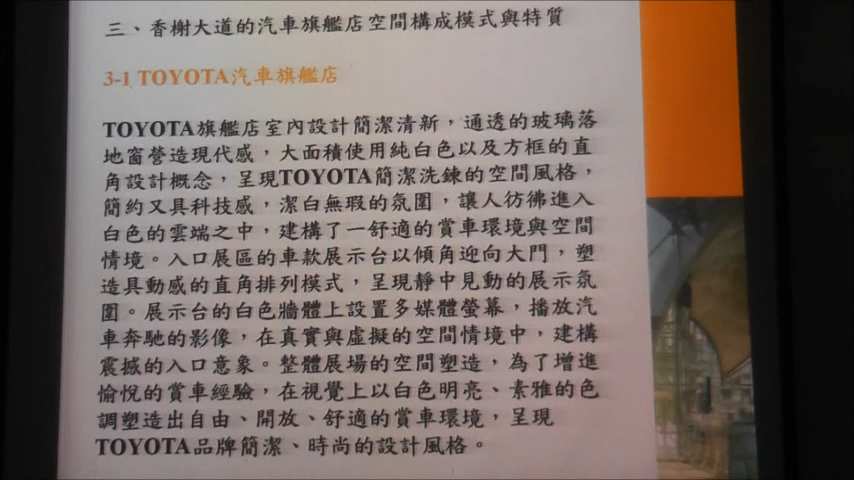 三、香榭大道的汽車旗艦店空間構成模式與特質
3-1 TOYOTA汽車旗艦店
TOYOTA旗艦店室內設計簡潔清新，通透的玻璃落
地窗營造現代感，大面積使用純白色以及方框的直
角設計概念，呈現TOYOTA簡潔洗鍊的空間風格，
簡約又具科技感，潔白無瑕的氛圍，讓人彷彿進入
白色的雲端之中，建構了一舒適的賞車環境與空間
情境。入口展區的車款展示台以傾角迎向大門，塑
造具動感的直角排列模式，呈現靜中見動的展示氛
圍。展示台的白色牆體上設置多媒體螢幕，播放汽
車奔馳的影像，在真實與虛擬的空間情境中，建構
震撼的入口意象。整體展場的空間塑造，為了增進
愉悅的賞車經驗，在視覺上以白色明亮、素雅的色
調塑造出自由、開放、舒適的賞車環境，呈現
TOYOTA品牌簡潔、時尚的設計風格。